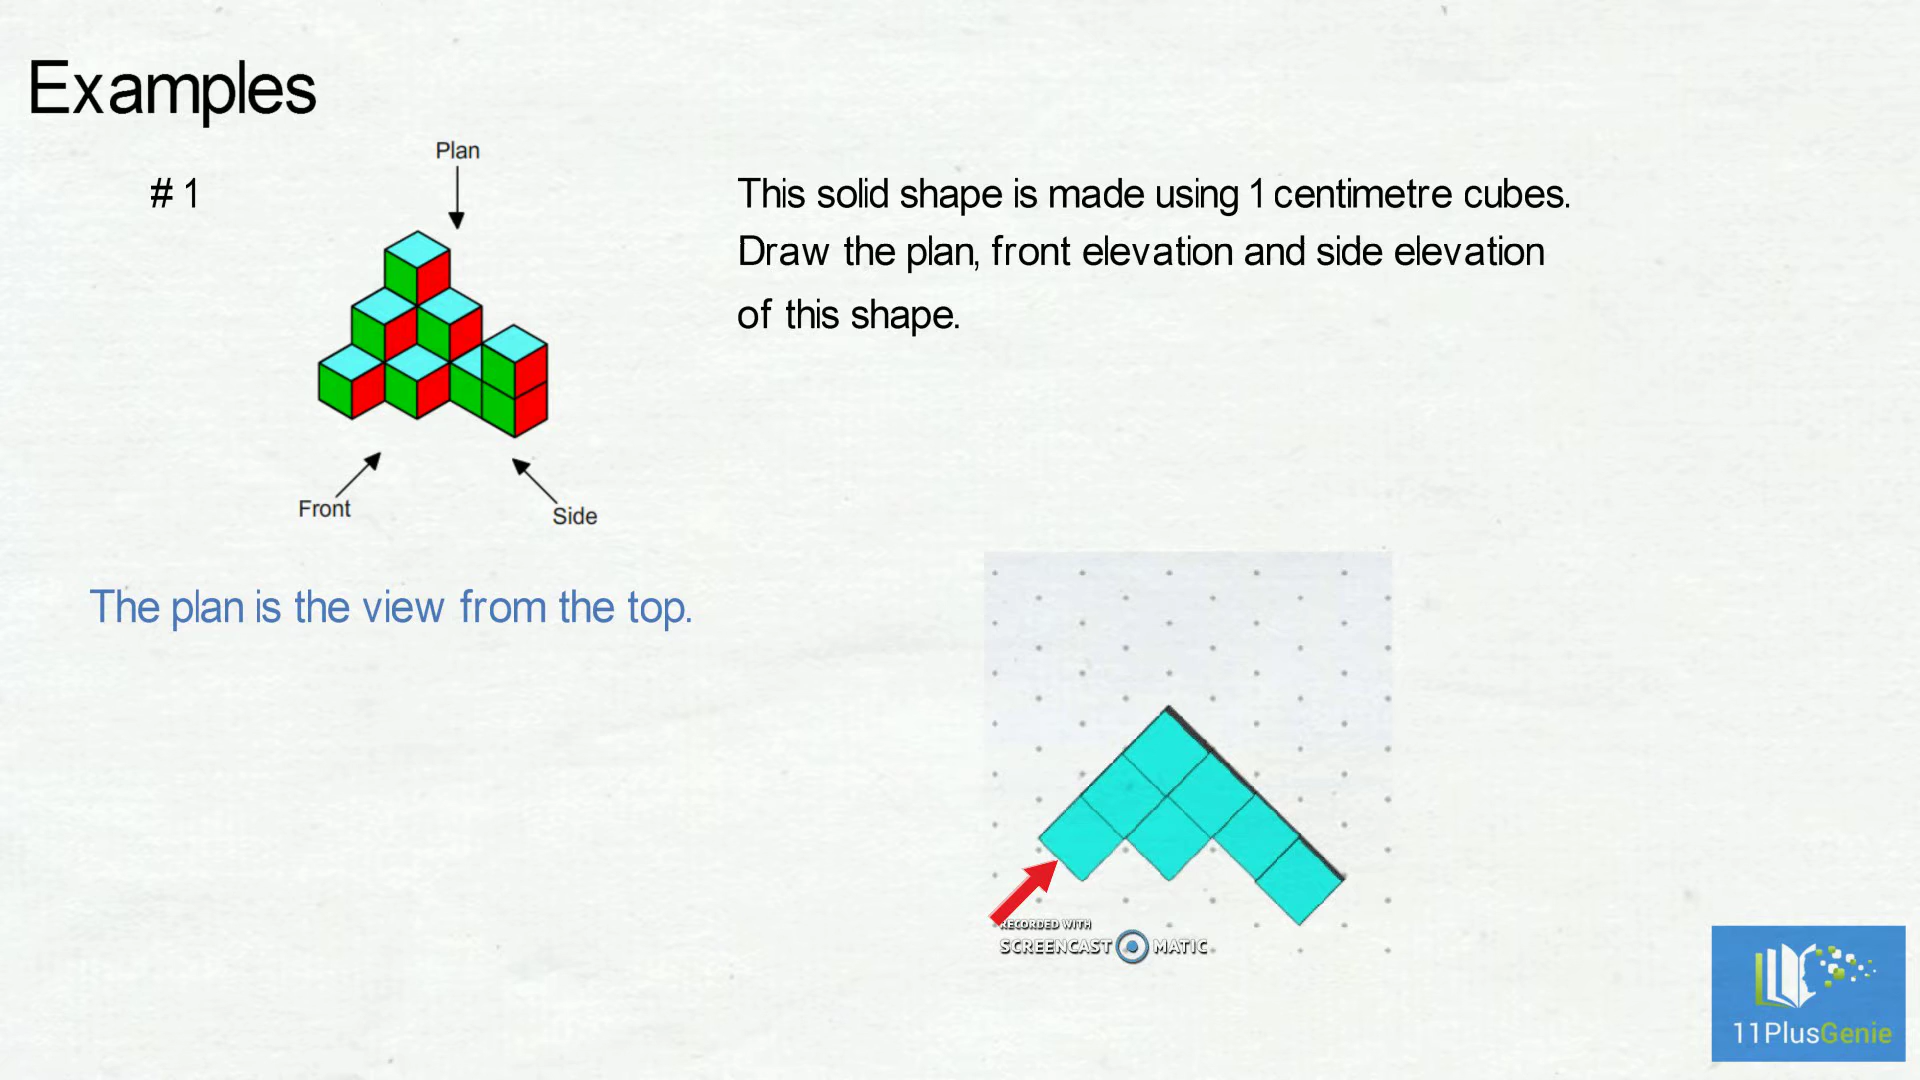 Examples
Plan
# 1
This solid shape is made using 1 centimetre cubes.
Draw the plan, front elevation and side elevation
of this shape.
Front
Side
The plan is the view from the top.
RECORDED WITH
SCREENCAST MATIC
11PlusGenie